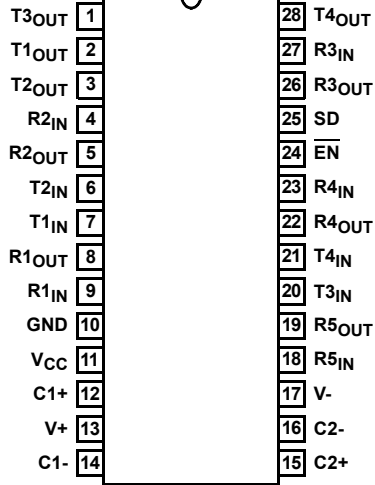 T3OUT 1 28 T4OUT
T1OUT 2 27 R3IN
T2OUT 3 26 R3OUT
R2IN 4 25 SD
R2OUT 5 24 EN
T2IN 6 23 R4IN
T1IN 7 22 R4OUT
R1OUT 8 21 T4IN
R1IN 9 20 T3IN
GND 10 19 R5OUT
VCC 11 18 R5IN
C1+ 12 17 V-
V+ 13 16 C2-
C1- 14 15 C2+